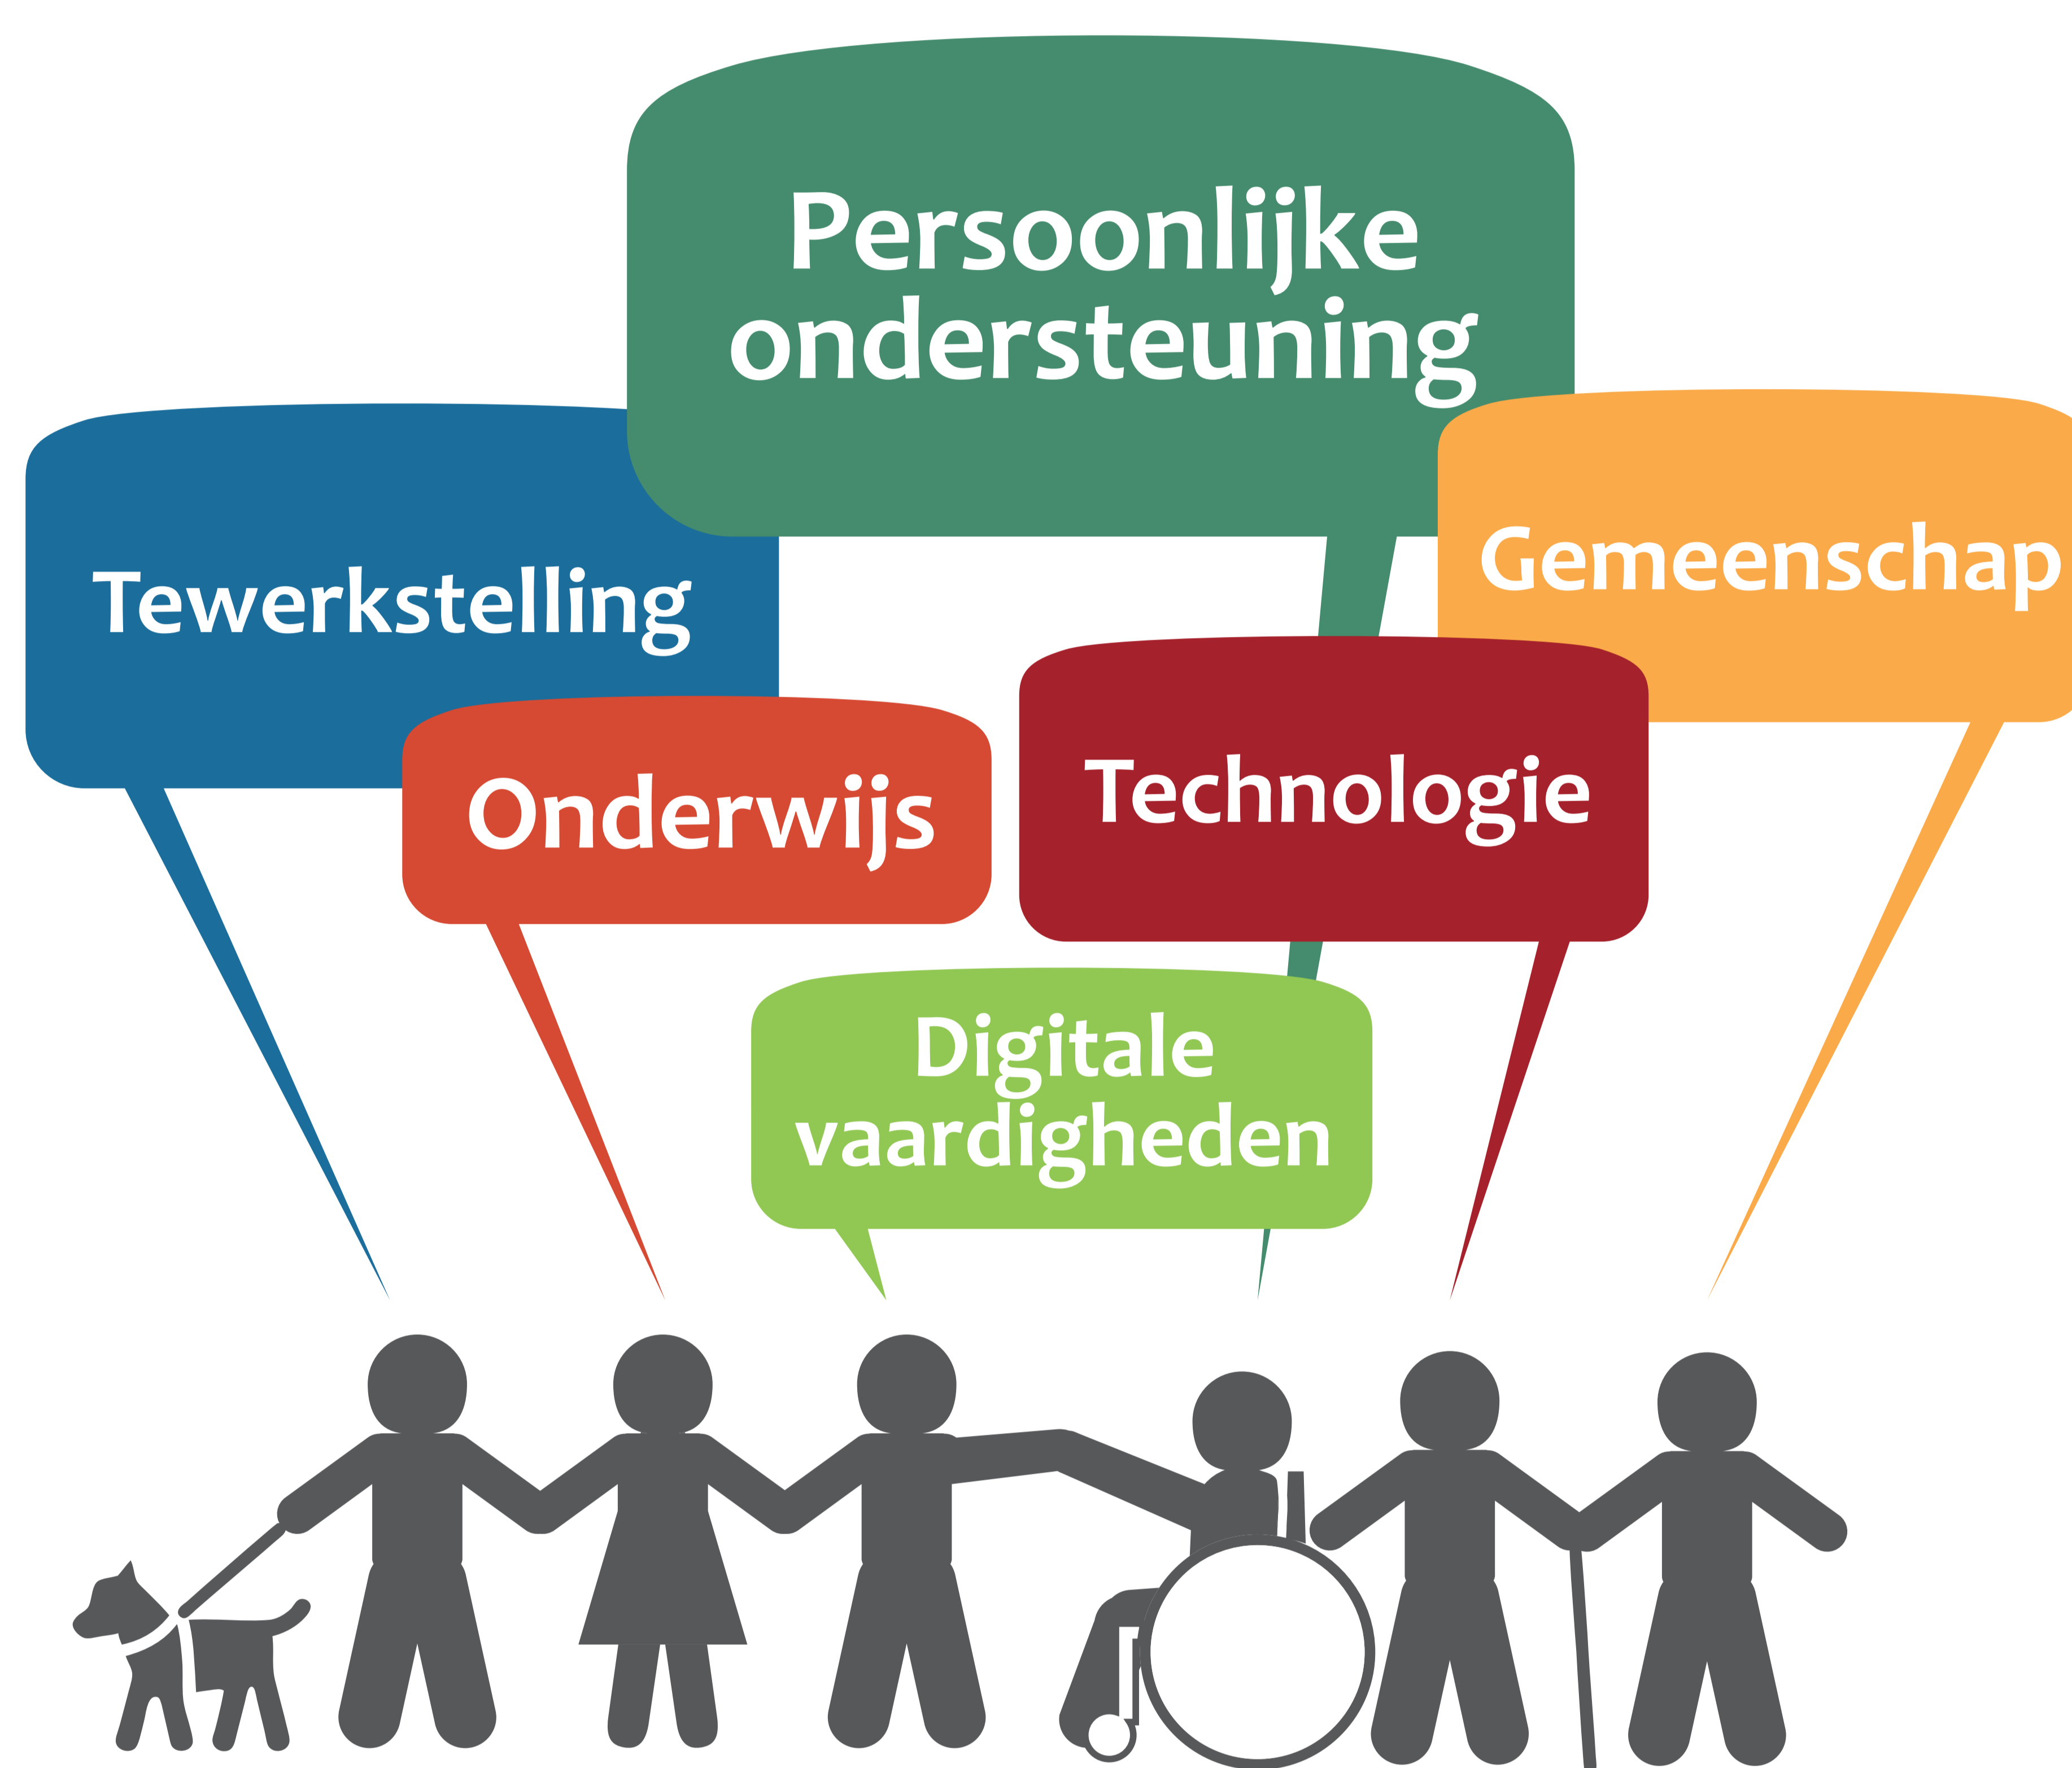 Persoonlijke
ondersteuning
Tewerkstelling
Gemeenschap
Onderwijs
Technologie
Digitale
vaardigheden